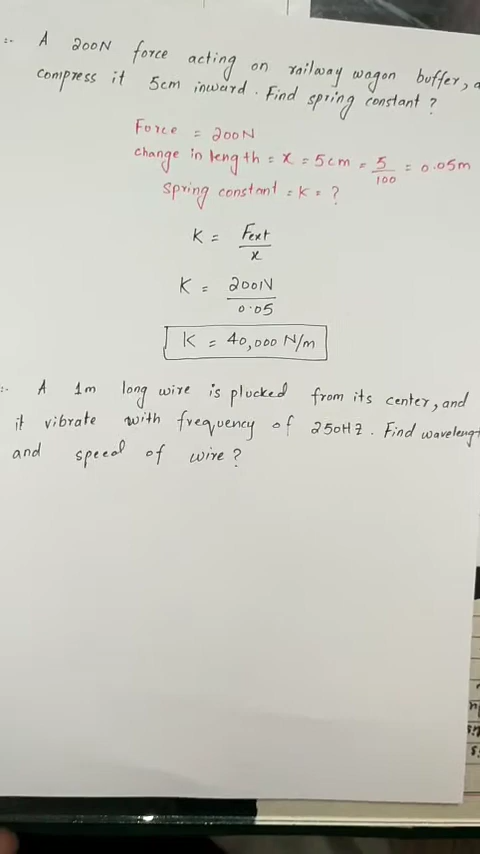 :- A 200N force acting on railway wagon buffer,
compress it 5cm inward. Find spring constant?
Force = 200N
change in length = x = 5cm = 5/100 = 0.05m
spring constant = K = ?
K = Fext/x
K = 200N/0.05
K = 40,000 N/m
:- A 1m long wire is plucked from its center, and
it vibrate with frequency of 250HZ. Find wavelengt
and speed of wire?